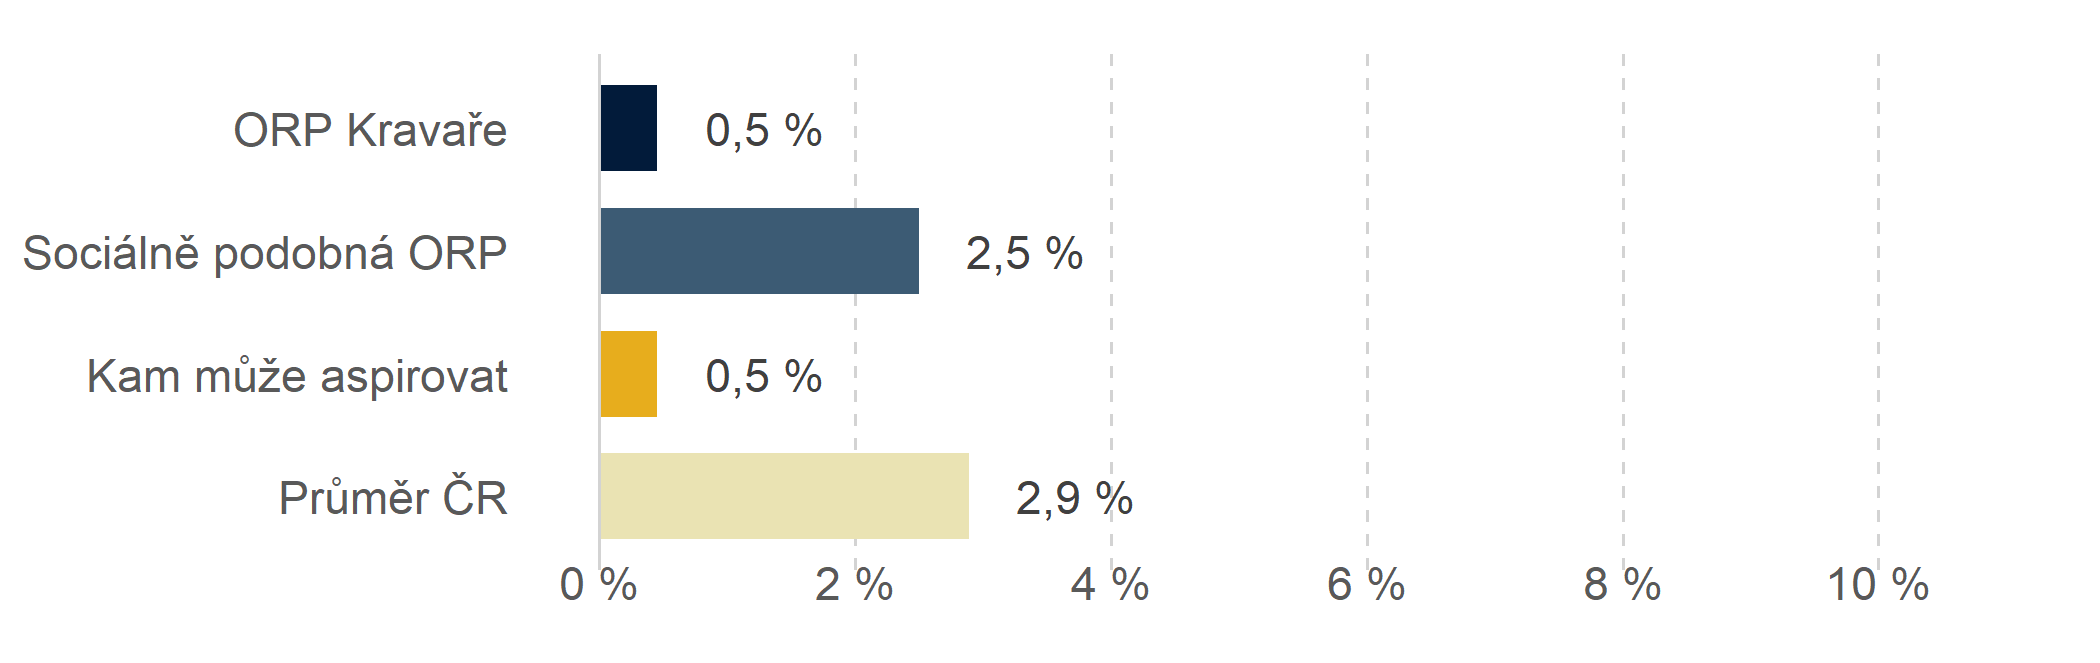 ORP Kravaře
0,5 %
Sociálně podobná ORP
2,5 %
Kam může aspirovat
0,5 %
Průměr ČR
2,9 %
0 %
2 %
4 %
6 %
8 %
10 %